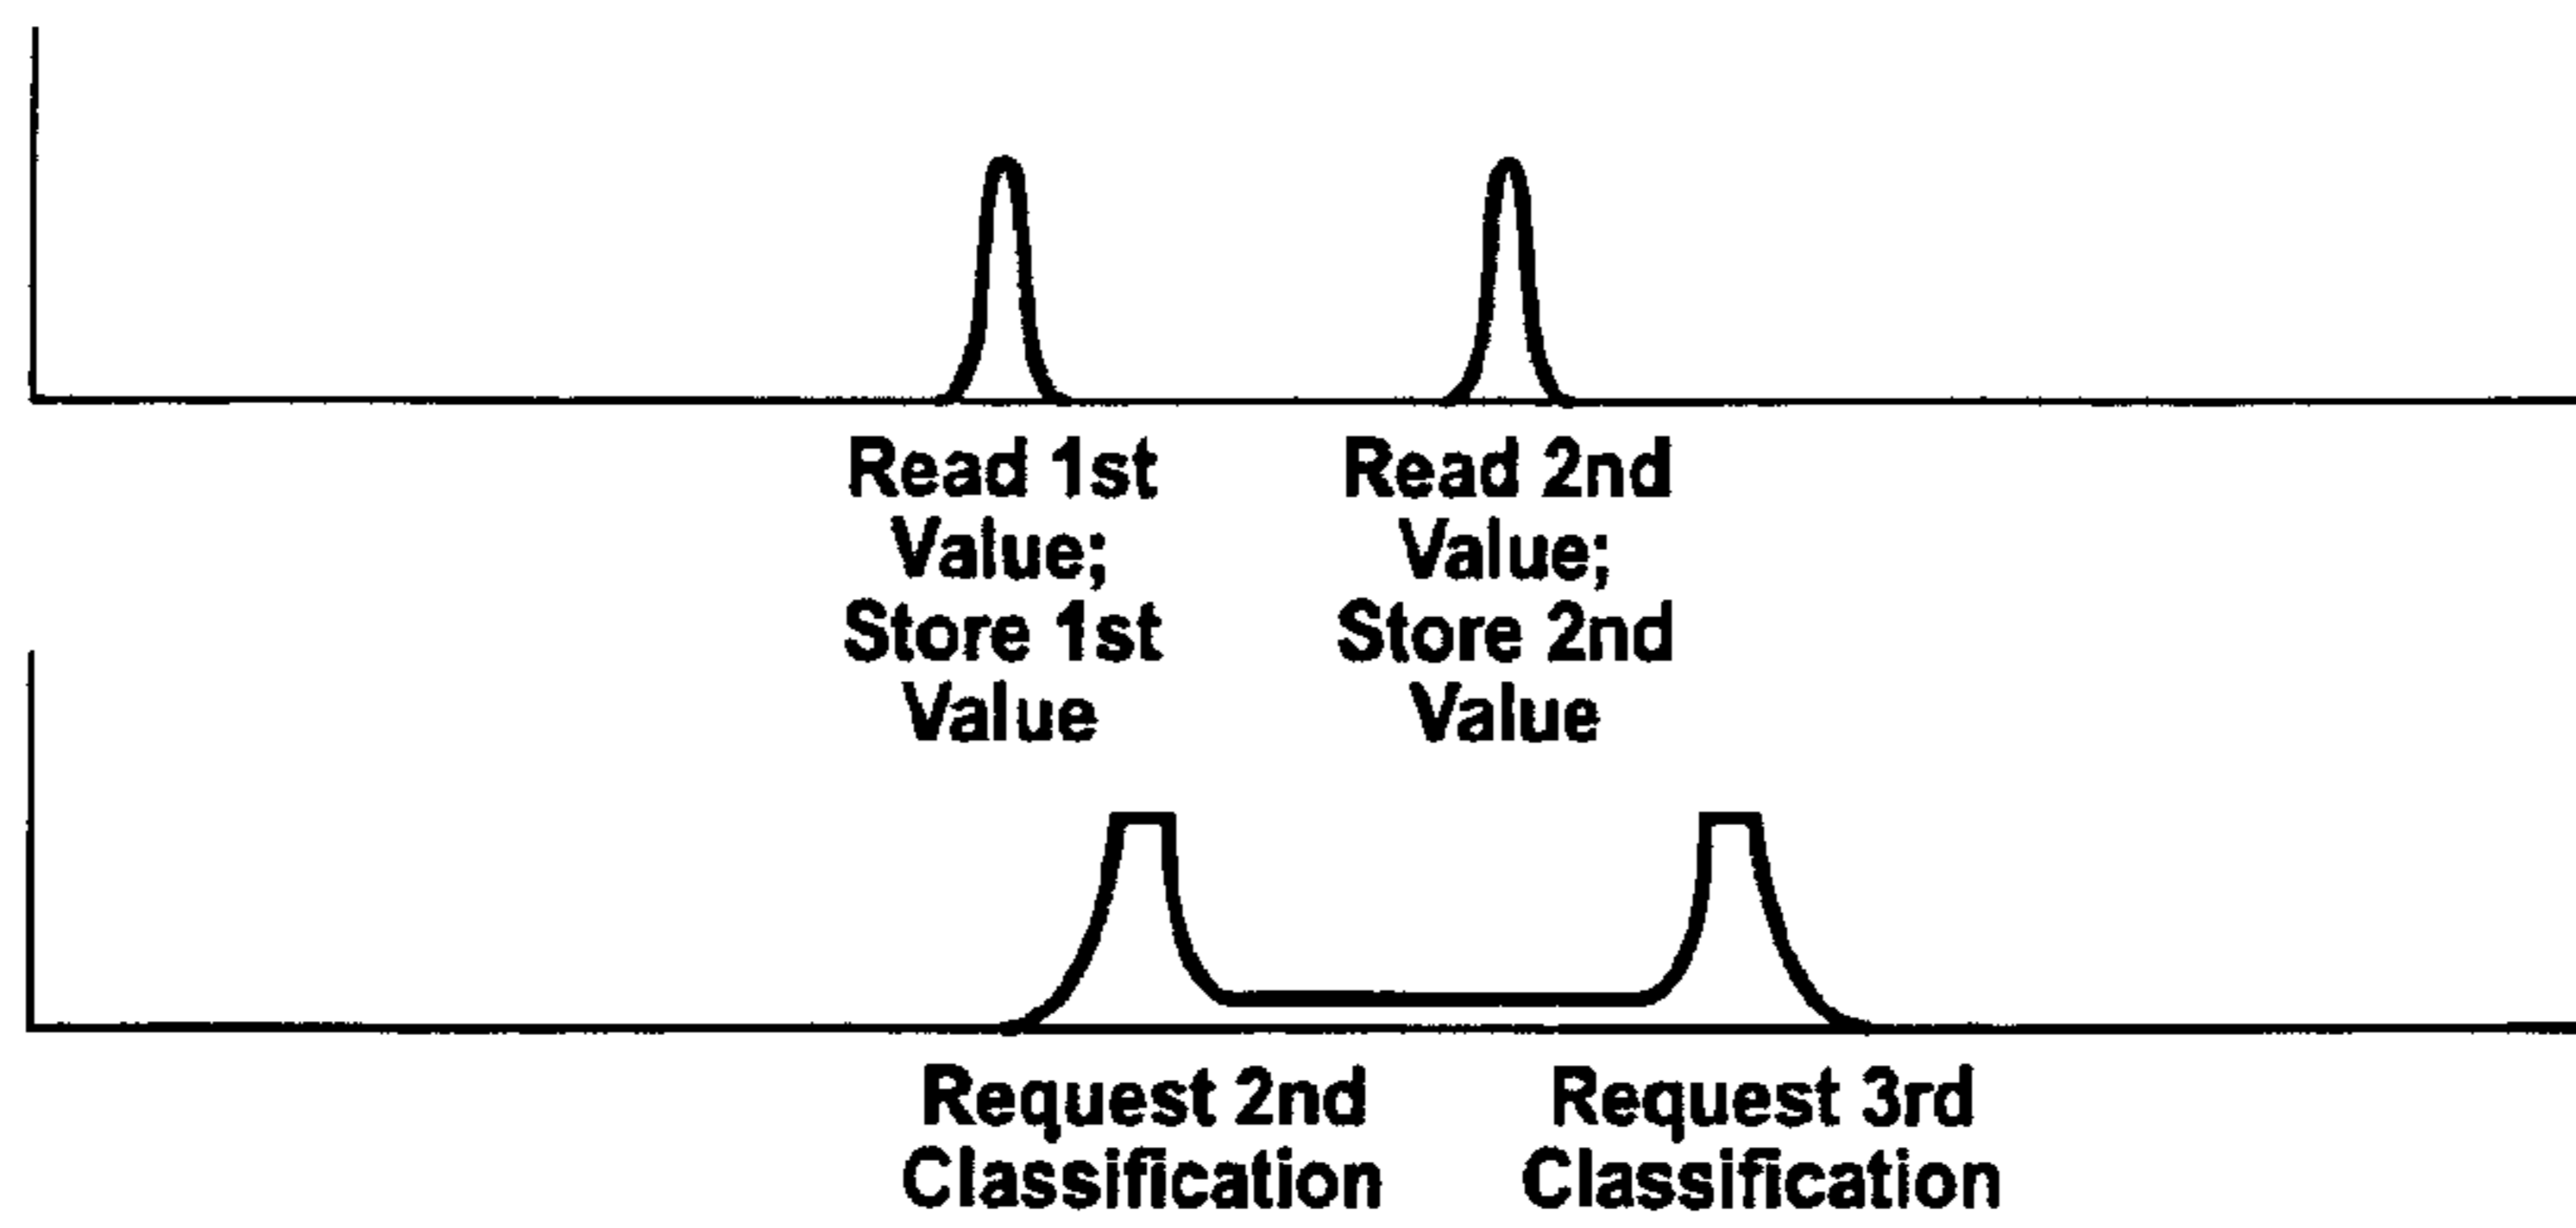 Read 1st
Value;
Store 1st
Value
Read 2nd
Value;
Store 2nd
Value
Request 2nd
Classification
Request 3rd
Classification